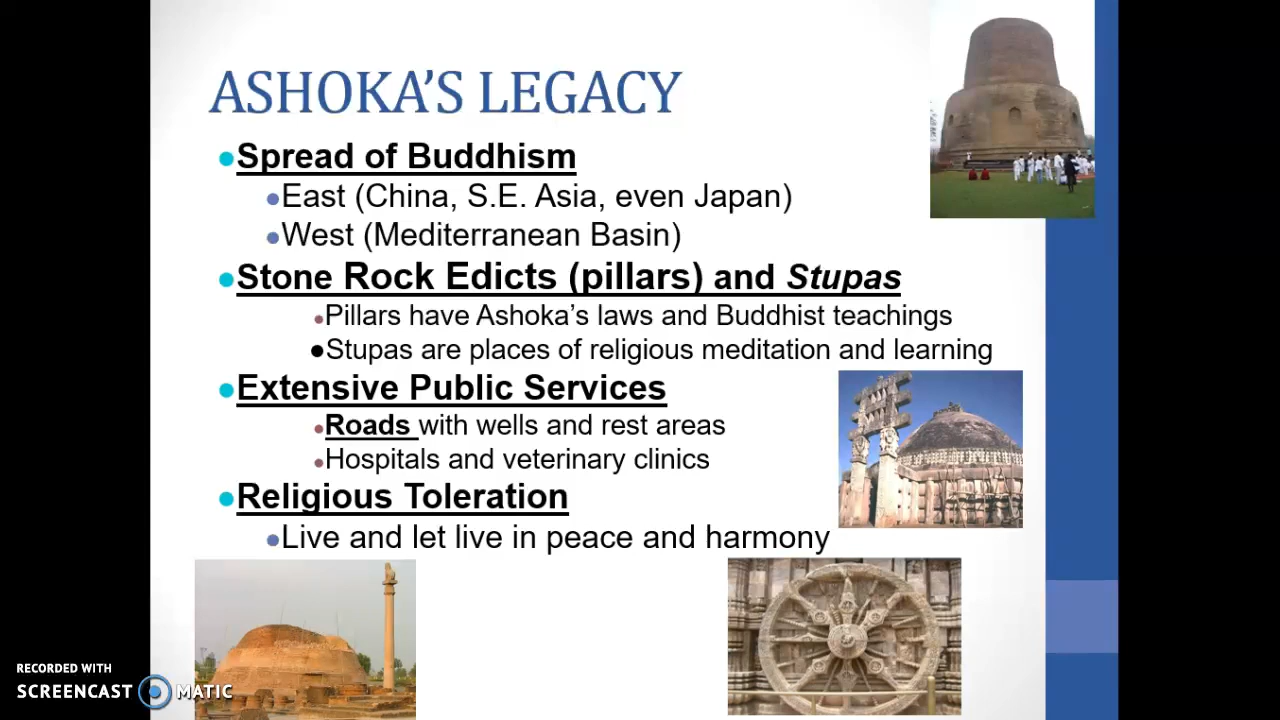 ASHOKA'S LEGACY
●Spread of Buddhism
●East (China, S.E. Asia, even Japan)
●West (Mediterranean Basin)
●Stone Rock Edicts (pillars) and Stupas
●Pillars have Ashoka's laws and Buddhist teachings
●Stupas are places of religious meditation and learning
●Extensive Public Services
●Roads with wells and rest areas
●Hospitals and veterinary clinics
●Religious Toleration
●Live and let live in peace and harmony
RECORDED WITH
SCREENCAST MATIC